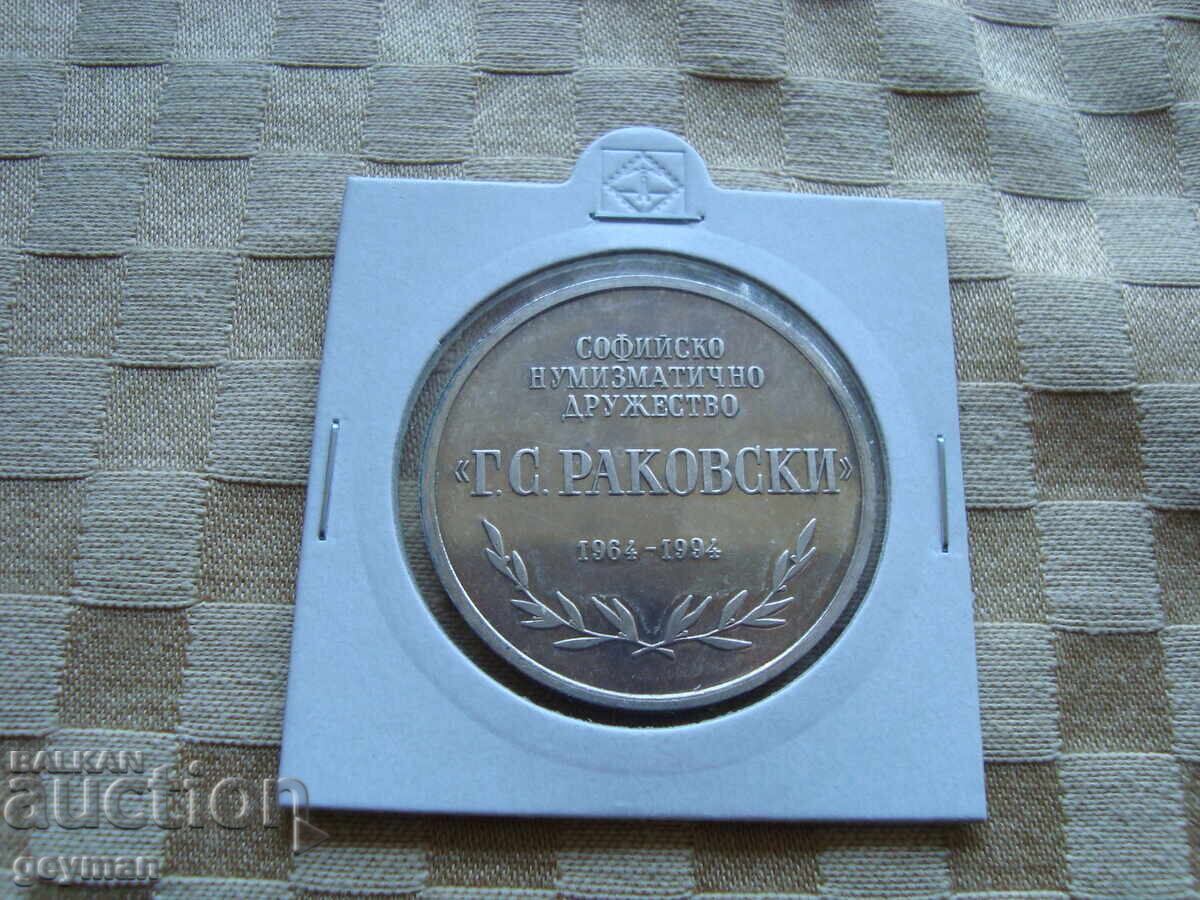 СОФИЙСКО
НУМИЗМАТИЧНО
ДРУЖЕСТВО
«Г.С. РАКОВСКИ»
1964-1994
BALKAN
auction
geyman